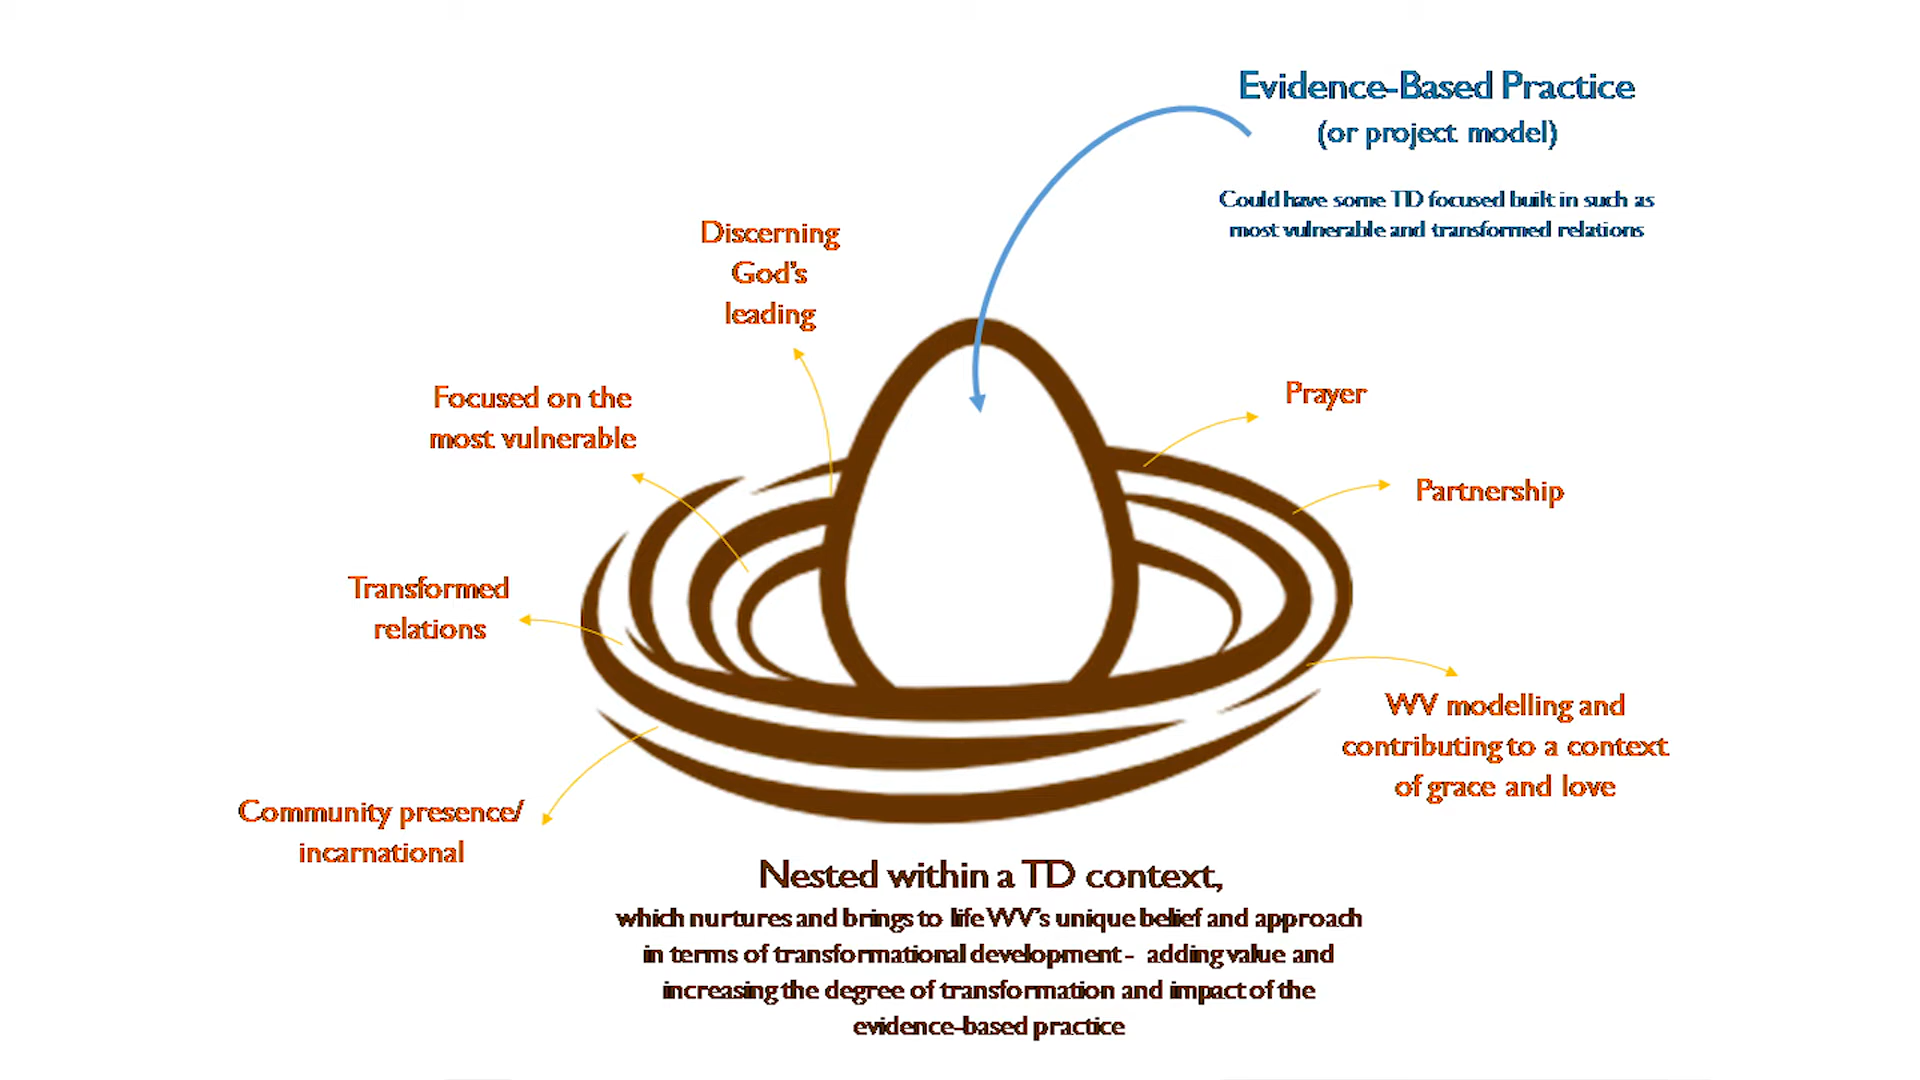 Evidence-Based Practice
(or project model)
Could have some TD focused built in such as
most vulnerable and transformed relations
Discerning
God's
leading
Focused on the
most vulnerable
Transformed
relations
Community presence/
incarnational
Prayer
Partnership
WV modelling and
contributing to a context
of grace and love
Nested within a TD context,
which nurtures and brings to life WV's unique belief and approach
in terms of transformational development - adding value and
increasing the degree of transformation and impact of the
evidence-based practice